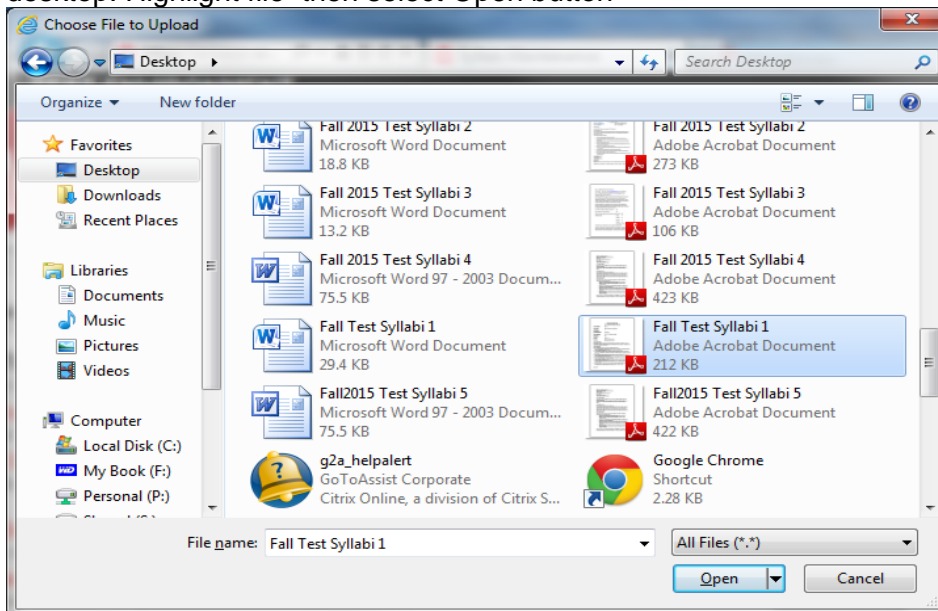 desktop. Highlight file then select Open button
Choose File to Upload
Desktop
Search Desktop
Organize
New folder
Favorites
Desktop
Downloads
Recent Places
Libraries
Documents
Music
Pictures
Videos
Computer
Local Disk (C:)
My Book (F:)
Personal (P:)
Fall 2015 Test Syllabi 2
Microsoft Word Document
18.8 KB
Fall 2015 Test Syllabi 2
Adobe Acrobat Document
273 KB
Fall 2015 Test Syllabi 3
Microsoft Word Document
13.2 KB
Fall 2015 Test Syllabi 3
Adobe Acrobat Document
106 KB
Fall 2015 Test Syllabi 4
Microsoft Word 97 - 2003 Docum...
75.5 KB
Fall 2015 Test Syllabi 4
Adobe Acrobat Document
423 KB
Fall Test Syllabi 1
Microsoft Word Document
29.4 KB
Fall Test Syllabi 1
Adobe Acrobat Document
212 KB
Fall2015 Test Syllabi 5
Microsoft Word 97 - 2003 Docum...
75.5 KB
Fall2015 Test Syllabi 5
Adobe Acrobat Document
422 KB
g2a_helpalert
GoToAssist Corporate
Citrix Online, a division of Citrix S...
Google Chrome
Shortcut
2.28 KB
File name: Fall Test Syllabi 1
All Files (*.*)
Open
Cancel